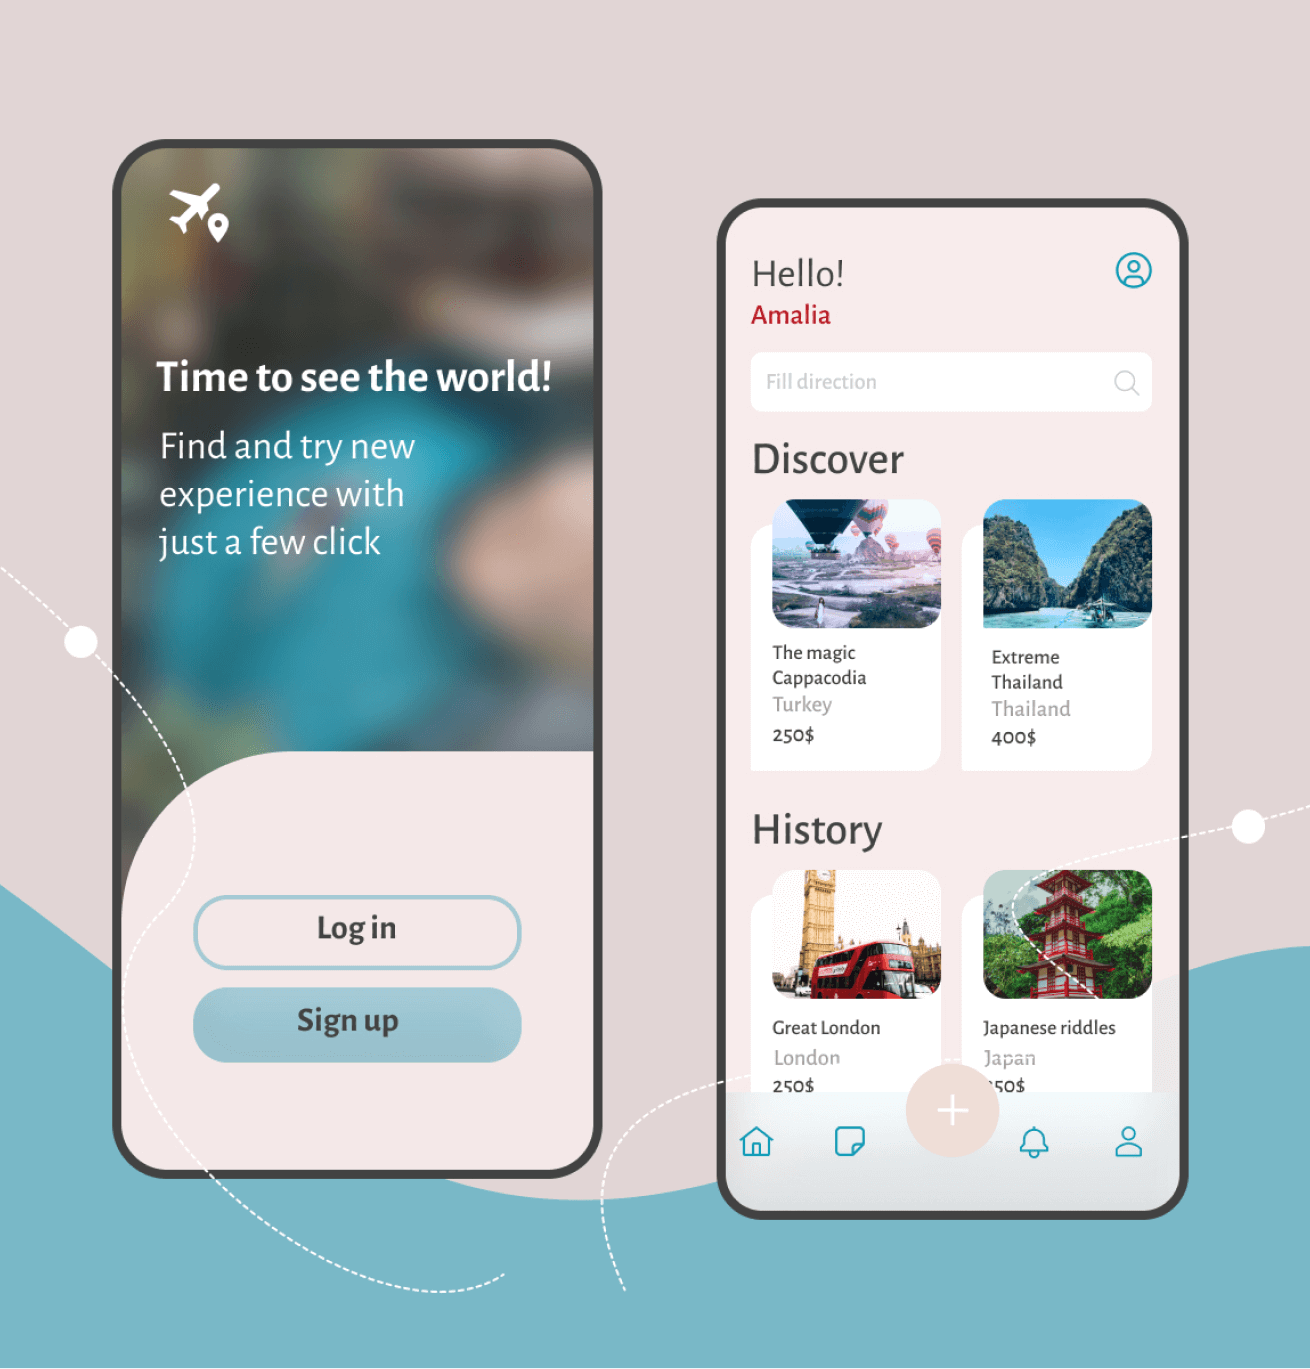 Time to see the world!
Find and try new
experience with
just a few click
Log in
Sign up
Hello!
Amalia
Fill direction
Discover
The magic
Cappacodia
Turkey
250$
Extreme
Thailand
Thailand
400$
History
Great London
London
250$
Japanese riddles
Japan
50$